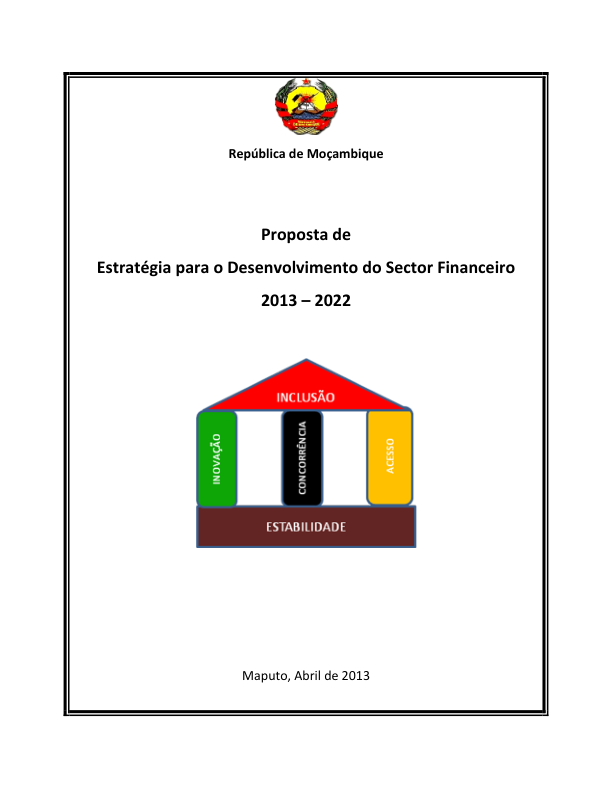 República de Moçambique
Proposta de
Estratégia para o Desenvolvimento do Sector Financeiro
2013 – 2022
INCLUSÃO
INOVAÇÃO
CONCORRÊNCIA
ACESSO
ESTABILIDADE
Maputo, Abril de 2013